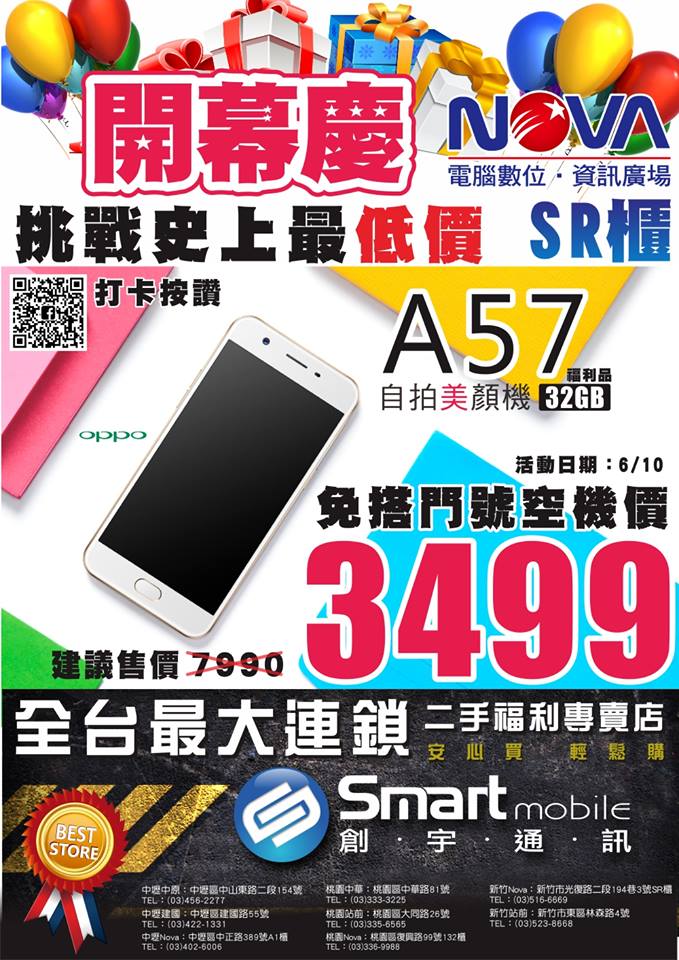 開幕慶
NOVA
電腦數位・資訊廣場
挑戰史上最低價 SR櫃
打卡按讚
A57
福利品
自拍美顏機 32GB
oppo
活動日期：6/10
免搭門號空機價
3499
建議售價 7990
全台最大連鎖 二手福利專賣店
安心買 輕鬆購
BEST
STORE
Smart mobile
創・宇・通・訊
中壢中原：中壢區中山東路二段154號
TEL：(03)456-2277
中壢建國：中壢區建國路55號
TEL：(03)422-1331
中壢Nova：中壢區中正路389號A1櫃
TEL：(03)402-6006
桃園中華：桃園區中華路81號
TEL：(03)333-3225
桃園站前：桃園區大同路26號
TEL：(03)335-6565
桃園Nova：桃園區復興路99號132櫃
TEL：(03)336-9988
新竹Nova：新竹市光復路二段194巷3號SR櫃
TEL：(03)516-6669
新竹站前：新竹市東區林森路4號
TEL：(03)523-8668